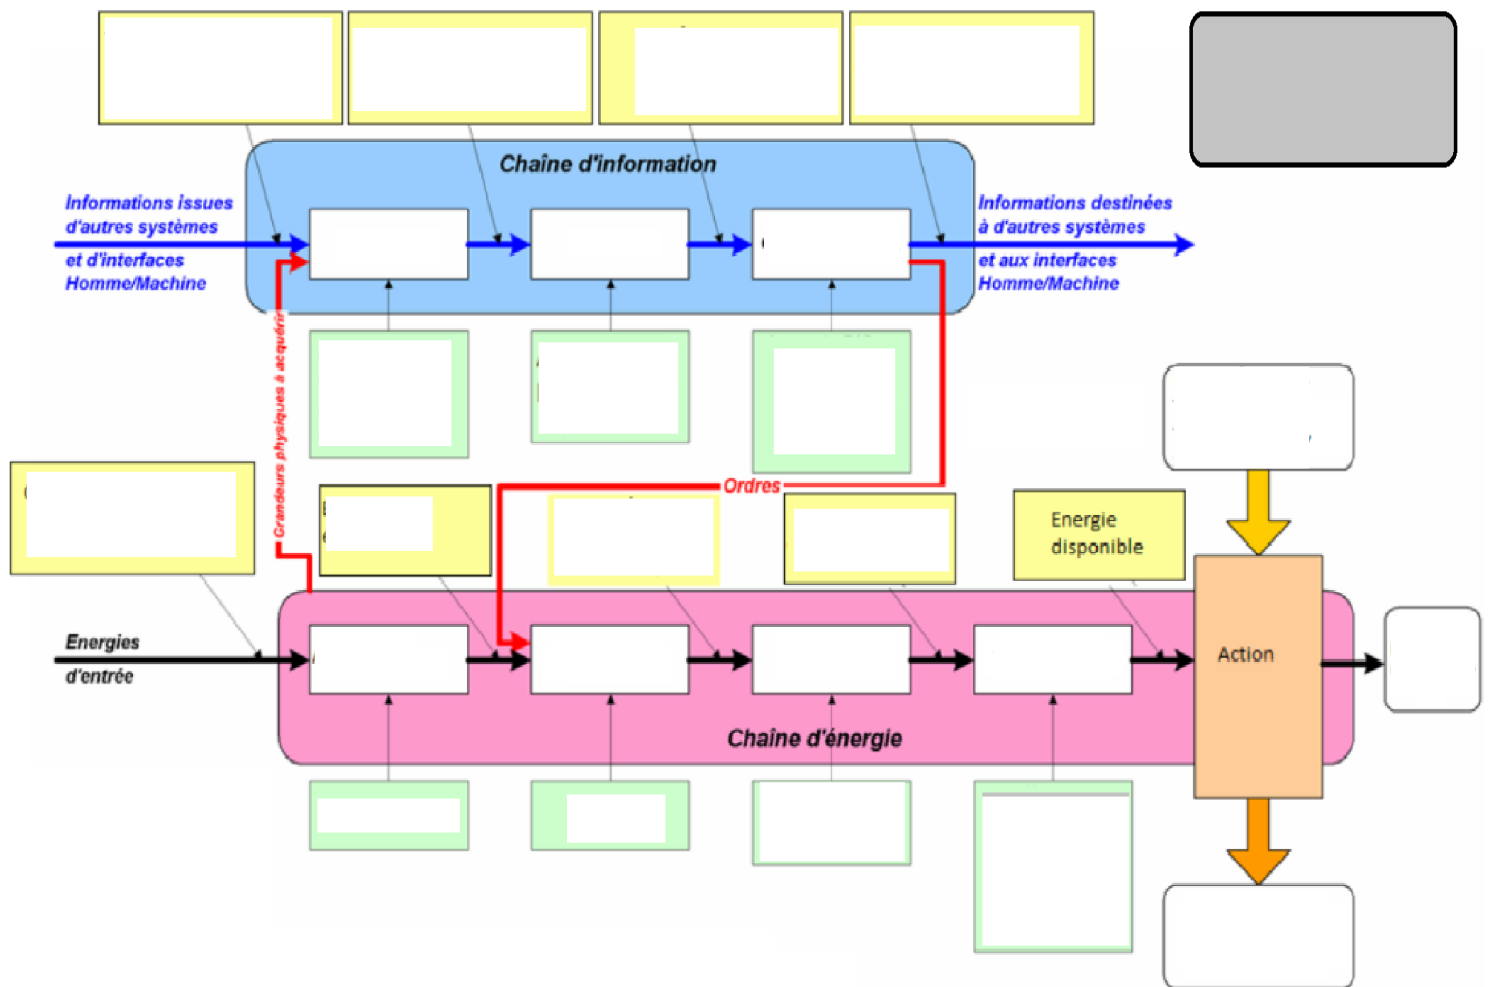 Chaîne d'information
Informations issues
d'autres systèmes
et d'interfaces
Homme/Machine
Informations destinées
à d'autres systèmes
et aux interfaces
Homme/Machine
Grandeurs physiques à acquérir
Ordres
Energie
disponible
Energies
d'entrée
Action
Chaîne d'énergie